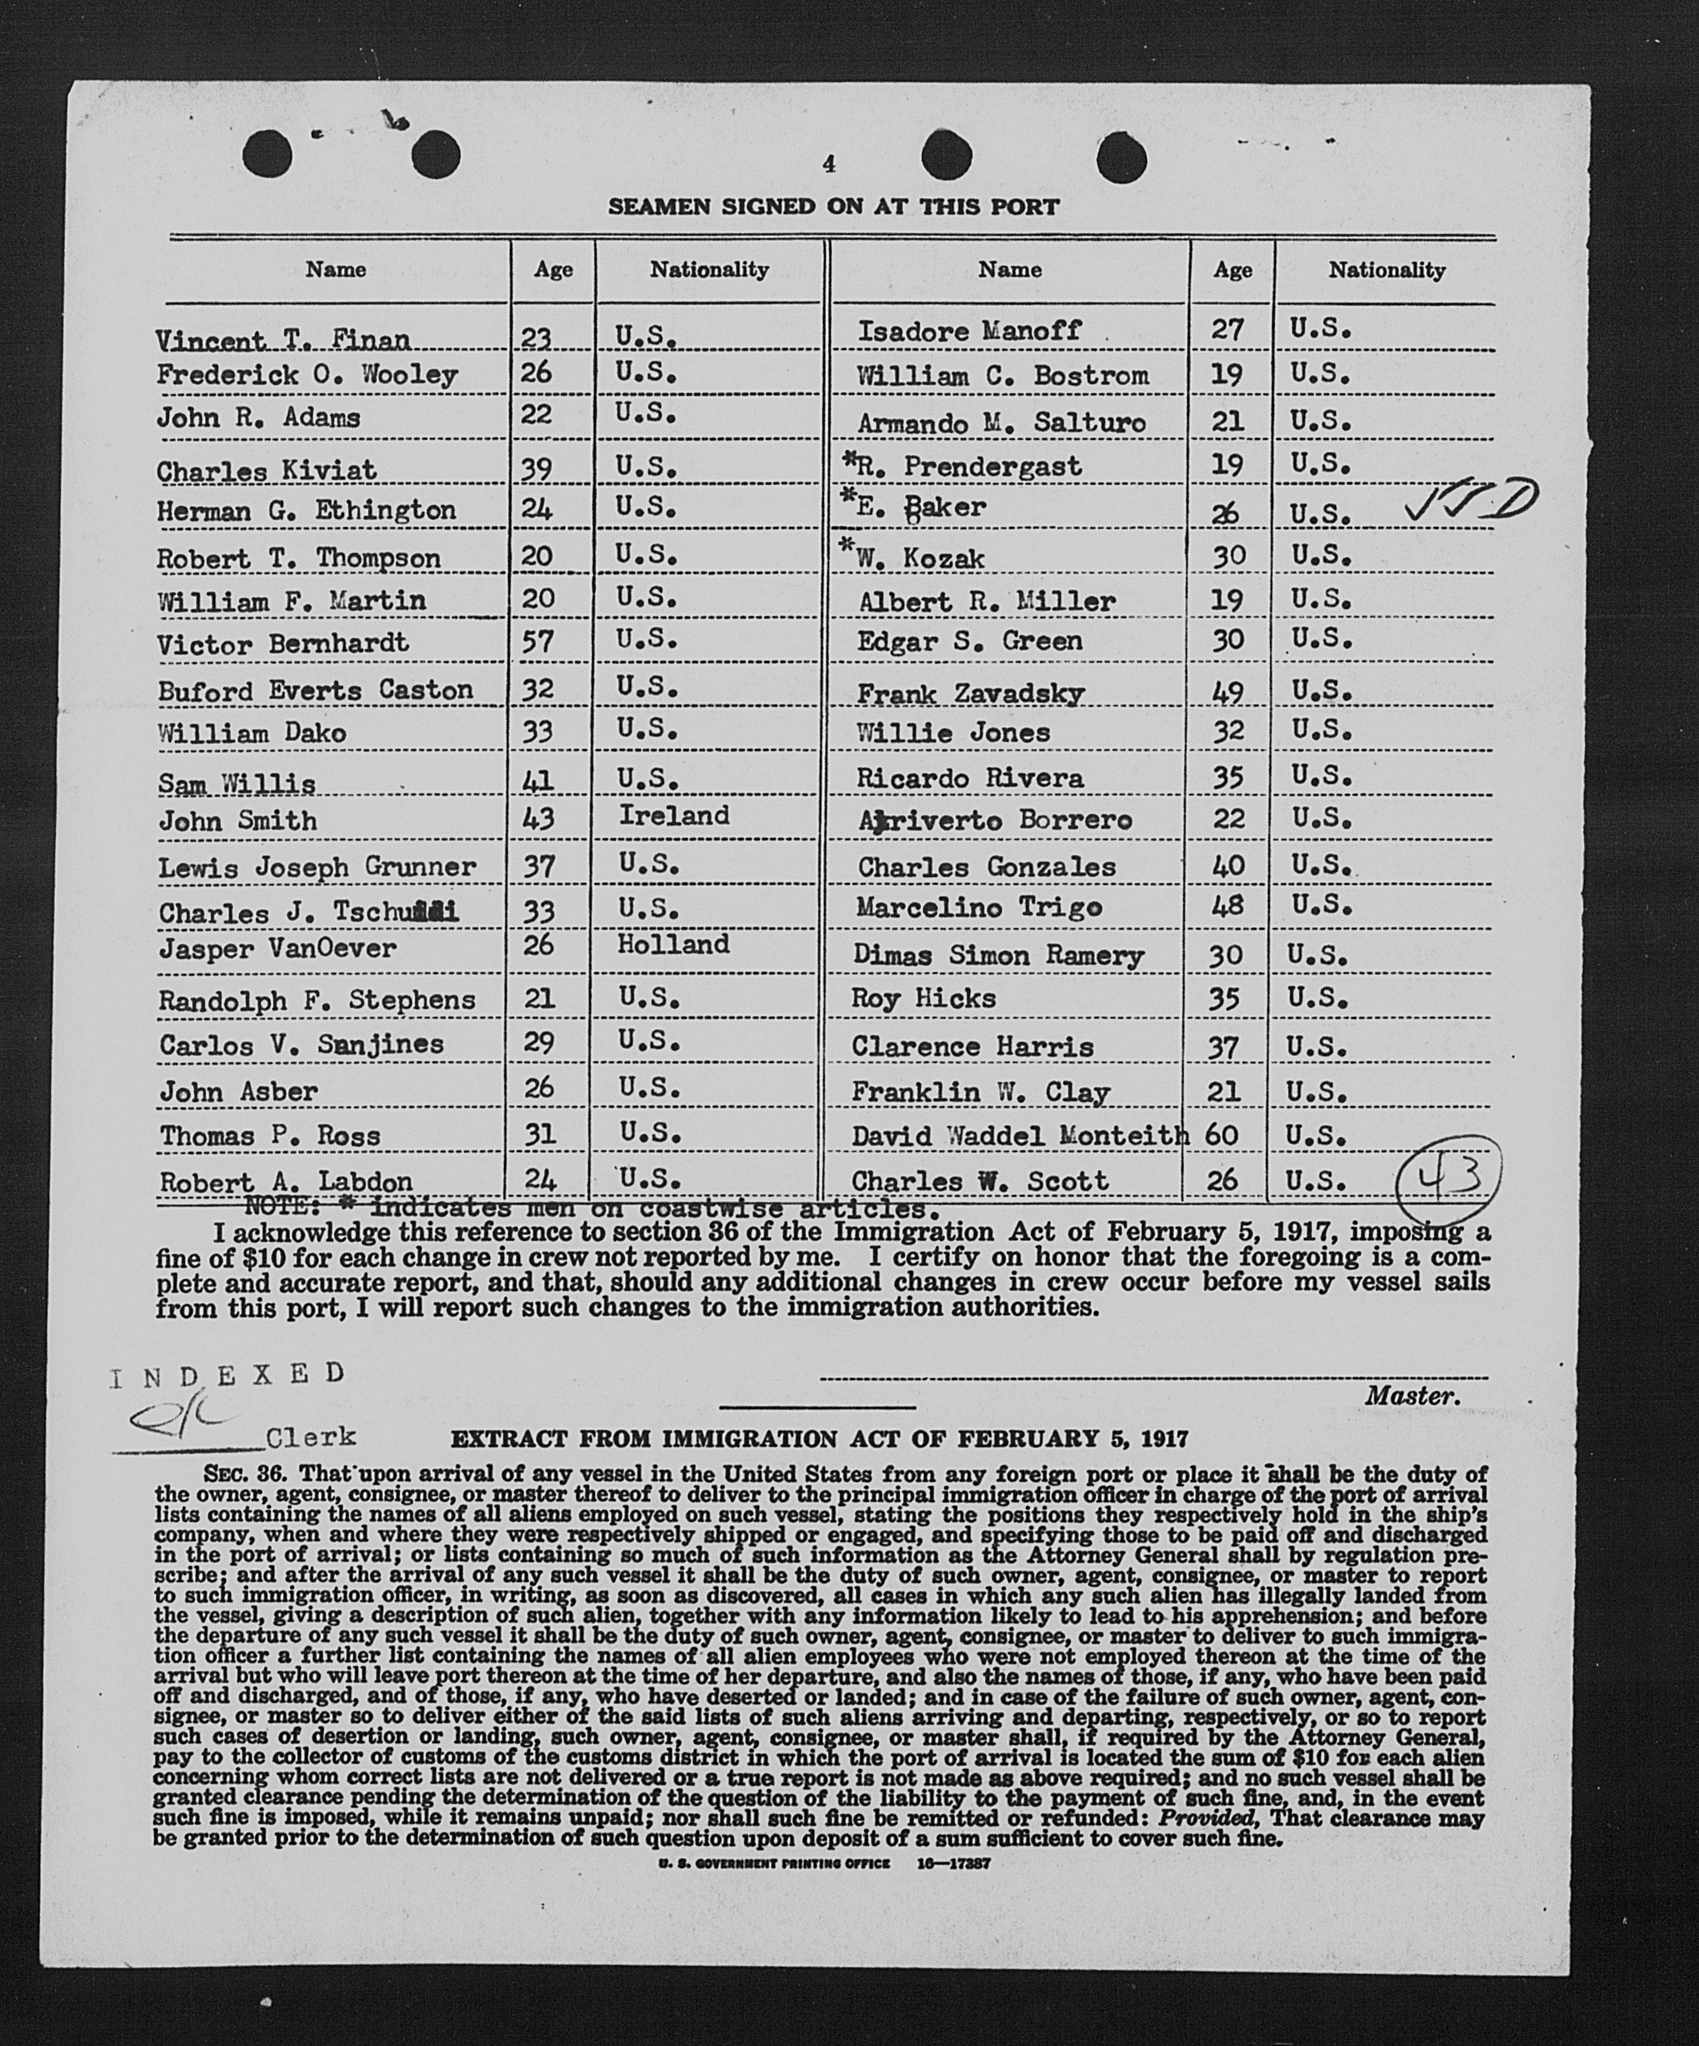 4
SEAMEN SIGNED ON AT THIS PORT
Name Age Nationality Name Age Nationality
Vincent T. Finan 23 U.S. Isadore Manoff 27 U.S.
Frederick O. Wooley 26 U.S. William C. Bostrom 19 U.S.
John R. Adams 22 U.S. Armando M. Salturo 21 U.S.
Charles Kiviat 39 U.S. *R. Prendergast 19 U.S.
Herman G. Ethington 24 U.S. *E. Baker 26 U.S.
Robert T. Thompson 20 U.S. *W. Kozak 30 U.S.
William F. Martin 20 U.S. Albert R. Miller 19 U.S.
Victor Bernhardt 57 U.S. Edgar S. Green 30 U.S.
Buford Everts Caston 32 U.S. Frank Zavadsky 49 U.S.
William Dako 33 U.S. Willie Jones 32 U.S.
Sam Willis 41 U.S. Ricardo Rivera 35 U.S.
John Smith 43 Ireland Borrero 22 U.S.
Lewis Joseph Grunner 37 U.S. Charles Gonzales 40 U.S.
Charles J. 33 U.S. Marcelino Trigo 48 U.S.
Jasper VanOever 26 Holland Dimas Simon Ramery 30 U.S.
Randolph F. Stephens 21 U.S. Roy Hicks 35 U.S.
Carlos V. Sanjines 29 U.S. Clarence Harris 37 U.S.
John Asber 26 U.S. Franklin W. Clay 21 U.S.
Thomas P. Ross 31 U.S. David Waddel Monteith 60 U.S.
Robert A. Labdon 24 U.S. Charles W. Scott 26 U.S. 43
NOTE: * indicates men on coastwise articles.
I acknowledge this reference to section 36 of the Immigration Act of February 5, 1917, imposing a
fine of $10 for each change in crew not reported by me. I certify on honor that the foregoing is a com-
plete and accurate report, and that, should any additional changes in crew occur before my vessel sails
from this port, I will report such changes to the immigration authorities.
INDEXED
Master.
Clerk
EXTRACT FROM IMMIGRATION ACT OF FEBRUARY 5, 1917
SEC. 36. That upon arrival of any vessel in the United States from any foreign port or place it shall be the duty of
the owner, agent, consignee, or master thereof to deliver to the principal immigration officer in charge of the port of arrival
lists containing the names of all aliens employed on such vessel, stating the positions they respectively hold in the ship's
company, when and where they were respectively shipped or engaged, and specifying those to be paid off and discharged
in the port of arrival; or lists containing so much of such information as the Attorney General shall by regulation pre-
scribe; and after the arrival of any such vessel it shall be the duty of such owner, agent, consignee, or master to report
to such immigration officer, in writing, as soon as discovered, all cases in which any such alien has illegally landed from
the vessel, giving a description of such alien, together with any information likely to lead to his apprehension; and before
the departure of any such vessel it shall be the duty of such owner, agent, consignee, or master to deliver to such immigra-
tion officer a further list containing the names of all alien employees who were not employed thereon at the time of the
arrival but who will leave port thereon at the time of her departure, and also the names of those, if any, who have been paid
off and discharged, and of those, if any, who have deserted or landed; and in case of the failure of such owner, agent, con-
signee, or master so to deliver either of the said lists of such aliens arriving and departing, respectively, or so to report
such cases of desertion or landing, such owner, agent, consignee, or master shall, if required by the Attorney General,
pay to the collector of customs of the customs district in which the port of arrival is located the sum of $10 for each alien
concerning whom correct lists are not delivered or a true report is not made as above required; and no such vessel shall be
granted clearance pending the determination of the question of the liability to the payment of such fine, and, in the event
such fine is imposed, while it remains unpaid; nor shall such fine be remitted or refunded: Provided, That clearance may
be granted prior to the determination of such question upon deposit of a sum sufficient to cover such fine.
U. S. GOVERNMENT PRINTING OFFICE 16—17387